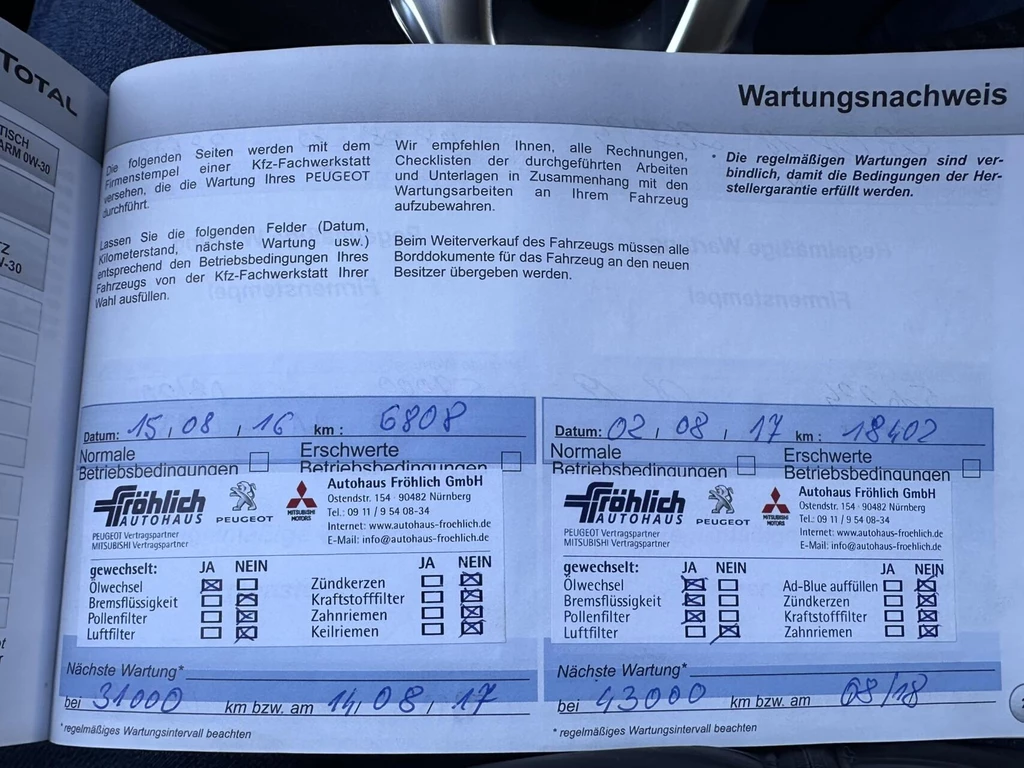 TOTAL
TISCH
ARM 0W-30
TZ
W-30
Wartungsnachweis
Die folgenden Seiten werden mit dem
Firmenstempel einer Kfz-Fachwerkstatt
versehen, die die Wartung Ihres PEUGEOT
durchführt.
Lassen Sie die folgenden Felder (Datum,
Kilometerstand, nächste Wartung usw.)
entsprechend den Betriebsbedingungen Ihres
Fahrzeugs von der Kfz-Fachwerkstatt Ihrer
Wahl ausfüllen.
Wir empfehlen Ihnen, alle Rechnungen,
Checklisten der durchgeführten Arbeiten
und Unterlagen in Zusammenhang mit den
Wartungsarbeiten an Ihrem Fahrzeug
aufzubewahren.
Beim Weiterverkauf des Fahrzeugs müssen alle
Borddokumente für das Fahrzeug an den neuen
Besitzer übergeben werden.
* Die regelmäßigen Wartungen sind ver-
bindlich, damit die Bedingungen der Her-
stellergarantie erfüllt werden.
Datum: 15, 08, 16 km : 6808
Normale
Betriebsbedingungen
Erschwerte
Betriebsbedingungen
Fröhlich
AUTOHAUS
PEUGEOT
MITSUBISHI
MOTORS
PEUGEOT Vertragspartner
MITSUBISHI Vertragspartner
Autohaus Fröhlich GmbH
Ostendstr. 154 · 90482 Nürnberg
Tel.: 09 11 / 9 54 08-34
Internet: www.autohaus-froehlich.de
E-Mail: info@autohaus-froehlich.de
gewechselt: JA NEIN
Ölwechsel
Bremsflüssigkeit
Pollenfilter
Luftfilter
JA NEIN
Zündkerzen
Kraftstofffilter
Zahnriemen
Keilriemen
Nächste Wartung*
bei 31000 km bzw. am 14, 08, 17
* regelmäßiges Wartungsintervall beachten
Datum: 02, 08, 17 km : 18402
Normale
Betriebsbedingungen
Erschwerte
Betriebsbedingungen
Fröhlich
AUTOHAUS
PEUGEOT
MITSUBISHI
MOTORS
PEUGEOT Vertragspartner
MITSUBISHI Vertragspartner
Autohaus Fröhlich GmbH
Ostendstr. 154 · 90482 Nürnberg
Tel.: 09 11 / 9 54 08-34
Internet: www.autohaus-froehlich.de
E-Mail: info@autohaus-froehlich.de
gewechselt: JA NEIN
Ölwechsel
Bremsflüssigkeit
Pollenfilter
Luftfilter
JA NEIN
Ad-Blue auffüllen
Zündkerzen
Kraftstofffilter
Zahnriemen
Nächste Wartung*
bei 43000 km bzw. am 08/18
* regelmäßiges Wartungsintervall beachten